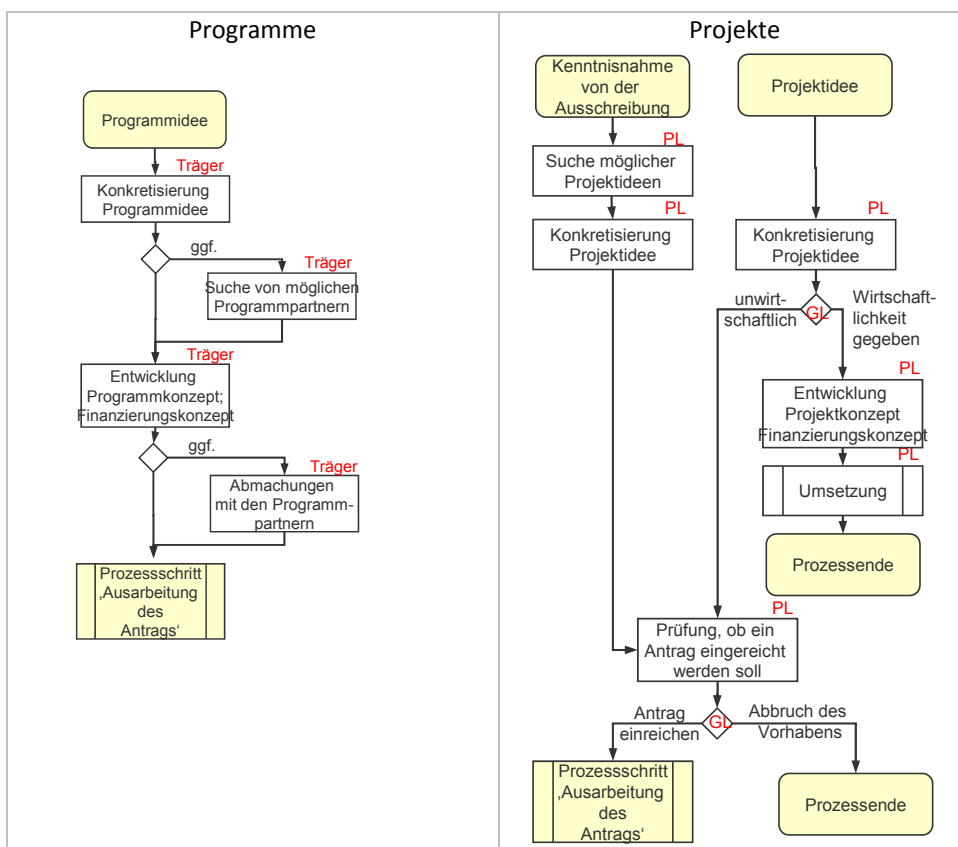 Programme
Programmidee
Träger
Konkretisierung
Programmidee
ggf.
Träger
Suche von möglichen
Programmpartnern
Träger
Entwicklung
Programmkonzept;
Finanzierungskonzept
ggf.
Träger
Abmachungen
mit den Programm-
partnern
Prozessschritt
‚Ausarbeitung
des
Antrags‘
Projekte
Kenntnisnahme
von der
Ausschreibung
Projektidee
PL
Suche möglicher
Projektideen
PL
Konkretisierung
Projektidee
PL
Konkretisierung
Projektidee
unwirt-
schaftlich
GL
Wirtschaft-
lichkeit
gegeben
PL
Entwicklung
Projektkonzept
Finanzierungskonzept
PL
Umsetzung
Prozessende
PL
Prüfung, ob ein
Antrag eingereicht
werden soll
Antrag
einreichen
GL
Abbruch des
Vorhabens
Prozessschritt
‚Ausarbeitung
des
Antrags‘
Prozessende